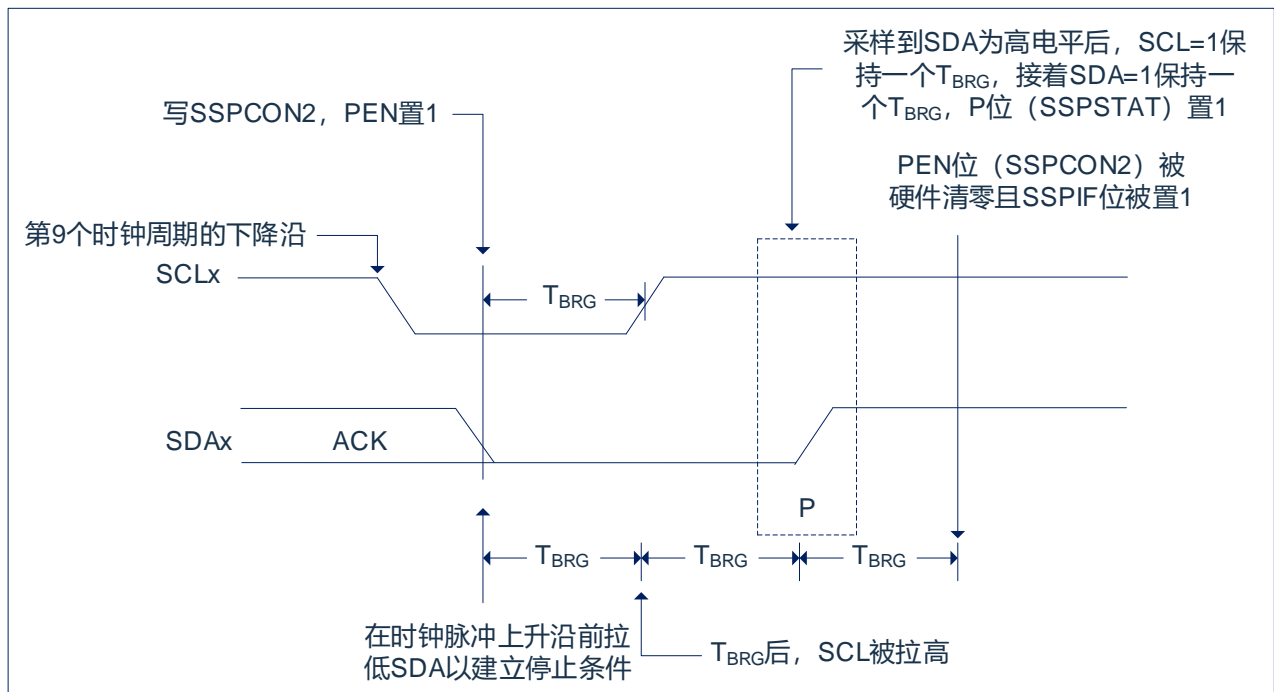 采样到SDA为高电平后，SCL=1保
持一个TBRG，接着SDA=1保持一
个TBRG，P位（SSPSTAT）置1
写SSPCON2，PEN置1
PEN位（SSPCON2）被
硬件清零且SSPIF位被置1
第9个时钟周期的下降沿
SCLx
TBRG
SDAx
ACK
P
TBRG
TBRG
TBRG
在时钟脉冲上升沿前拉
低SDA以建立停止条件
TBRG后，SCL被拉高